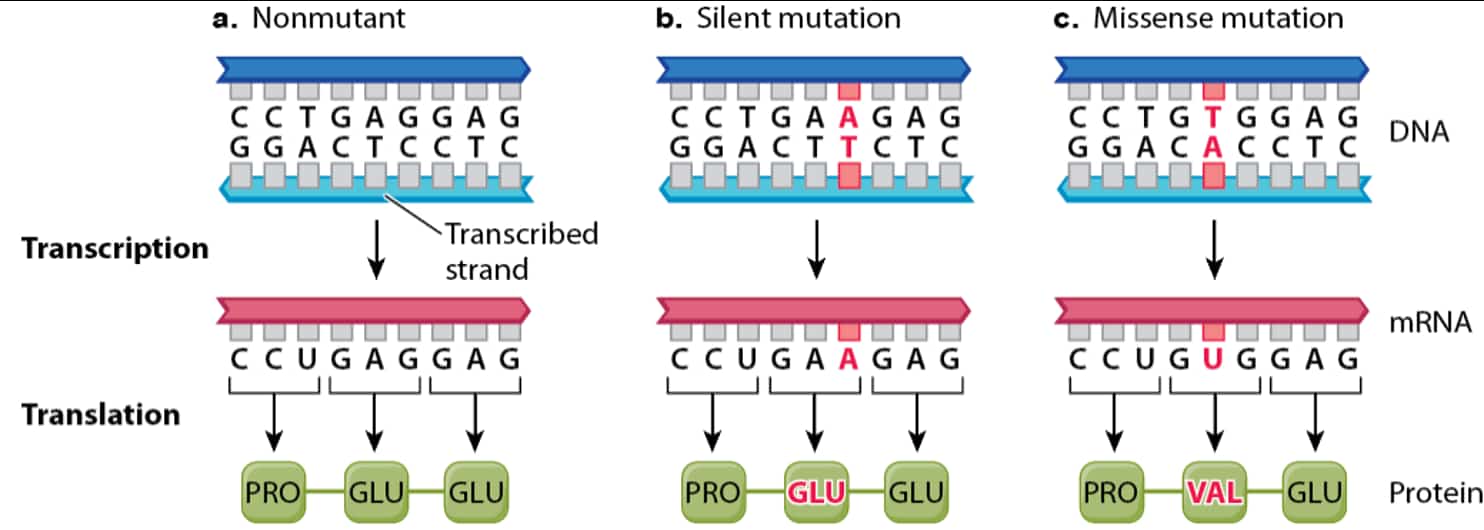 a. Nonmutant
b. Silent mutation
c. Missense mutation
C C T G A G G A G
C C T G A A G A G
C C T G T G G A G
DNA
G G A C T C C T C
G G A C T T C T C
G G A C A C C T C
Transcribed
strand
Transcription
mRNA
C C U G A G G A G
C C U G A A G A G
C C U G U G G A G
Translation
PRO GLU GLU
PRO GLU GLU
PRO VAL GLU
Protein